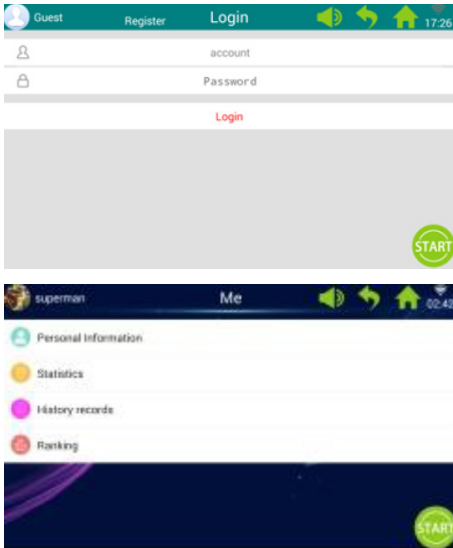 Guest Register Login 17:26
account
Password
Login
START
superman Me 02:42
Personal Information
Statistics
History records
Ranking
START